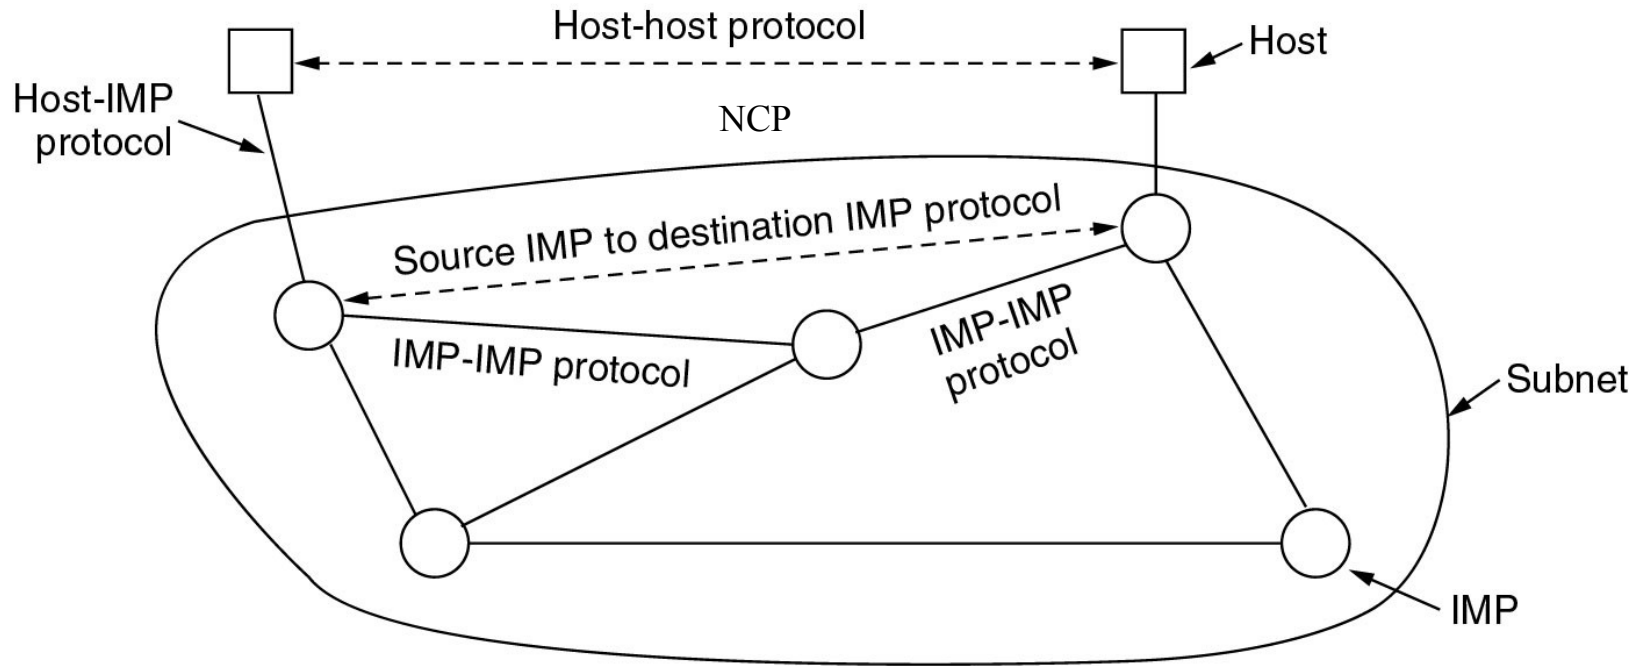 Host-host protocol
Host
Host-IMP
protocol
NCP
Source IMP to destination IMP protocol
IMP-IMP protocol
IMP-IMP
protocol
Subnet
IMP